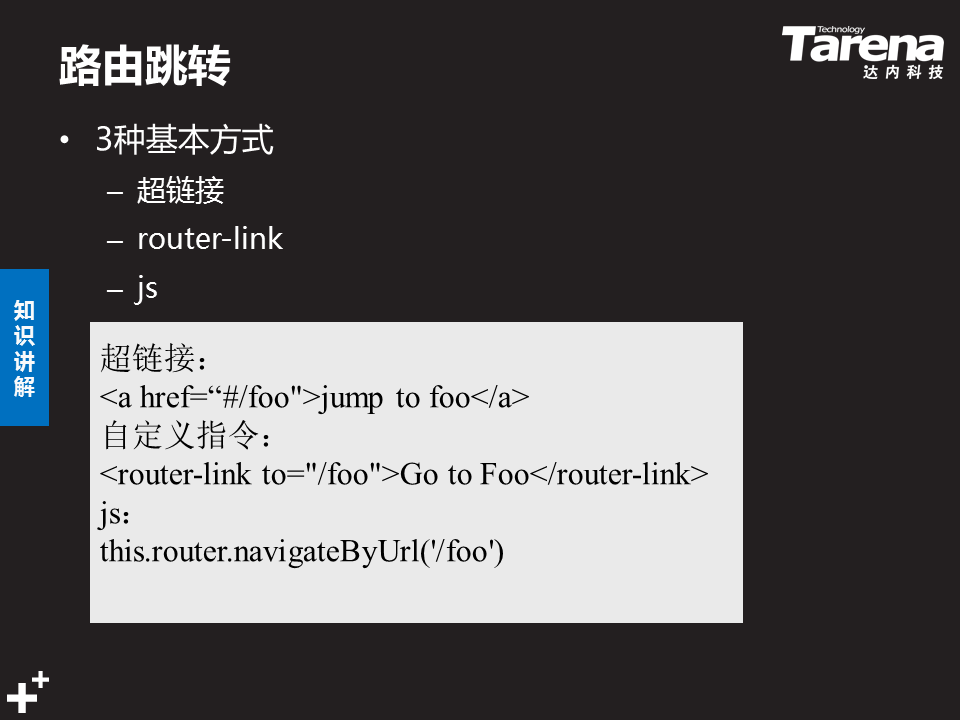 路由跳转
Technology
Tarena
达内科技
• 3种基本方式
– 超链接
– router-link
– js
知
识
讲
解
超链接：
<a href=“#/foo">jump to foo</a>
自定义指令：
<router-link to="/foo">Go to Foo</router-link>
js：
this.router.navigateByUrl('/foo')